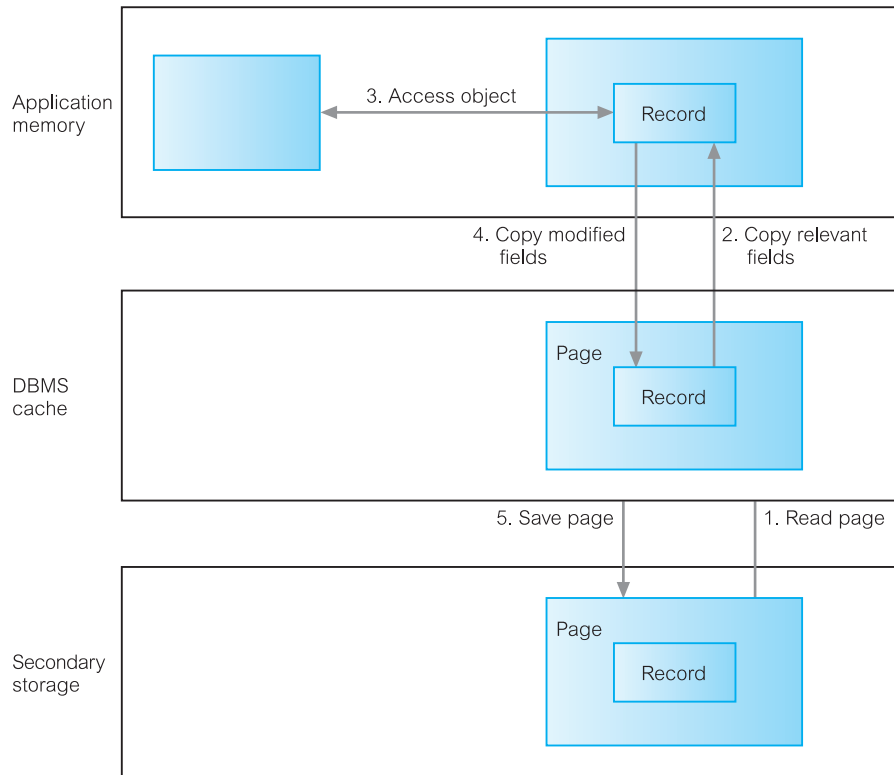 Application
memory
3. Access object
Record
4. Copy modified
fields
2. Copy relevant
fields
DBMS
cache
Page
Record
5. Save page
1. Read page
Secondary
storage
Page
Record